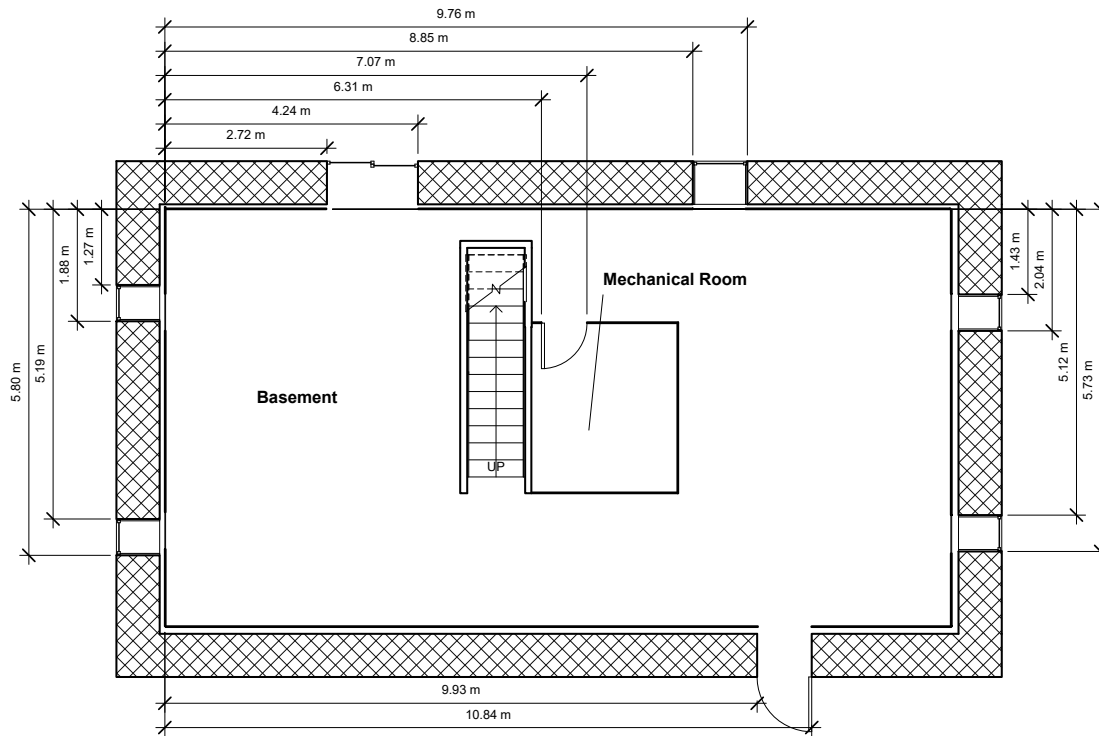 9.76 m
8.85 m
7.07 m
6.31 m
4.24 m
2.72 m
1.27 m
1.88 m
5.19 m
5.80 m
1.43 m
2.04 m
5.12 m
5.73 m
Mechanical Room
N
Basement
UP
9.93 m
10.84 m